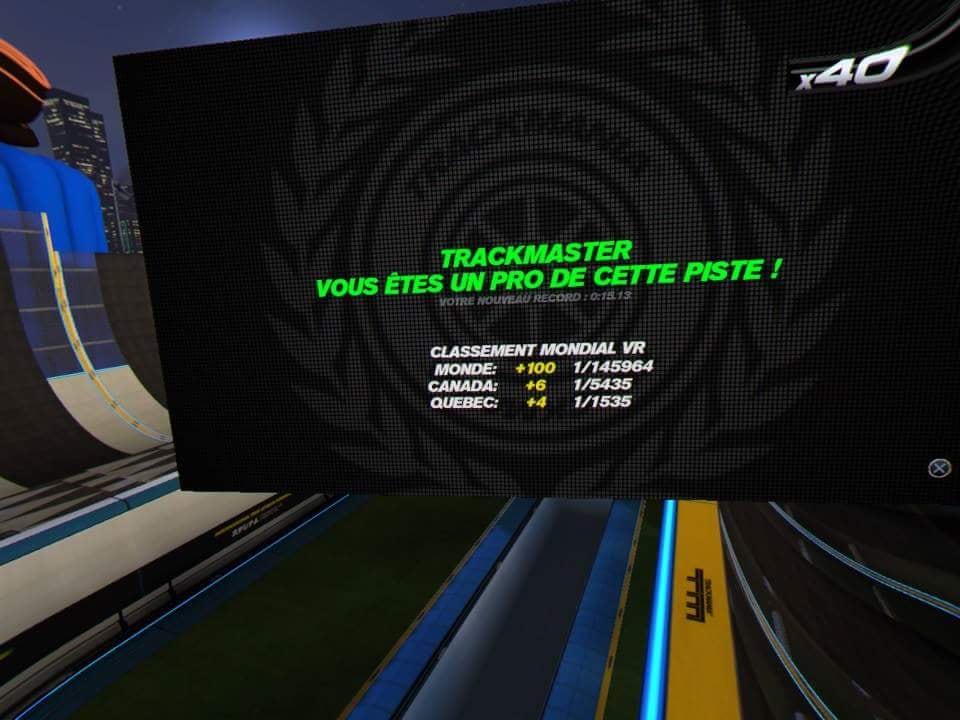 x40
TRACKMASTER
VOUS ÊTES UN PRO DE CETTE PISTE !
VOTRE NOUVEAU RECORD : 0:15.13
CLASSEMENT MONDIAL VR
MONDE: +100 1/145964
CANADA: +6 1/5435
QUEBEC: +4 1/1535